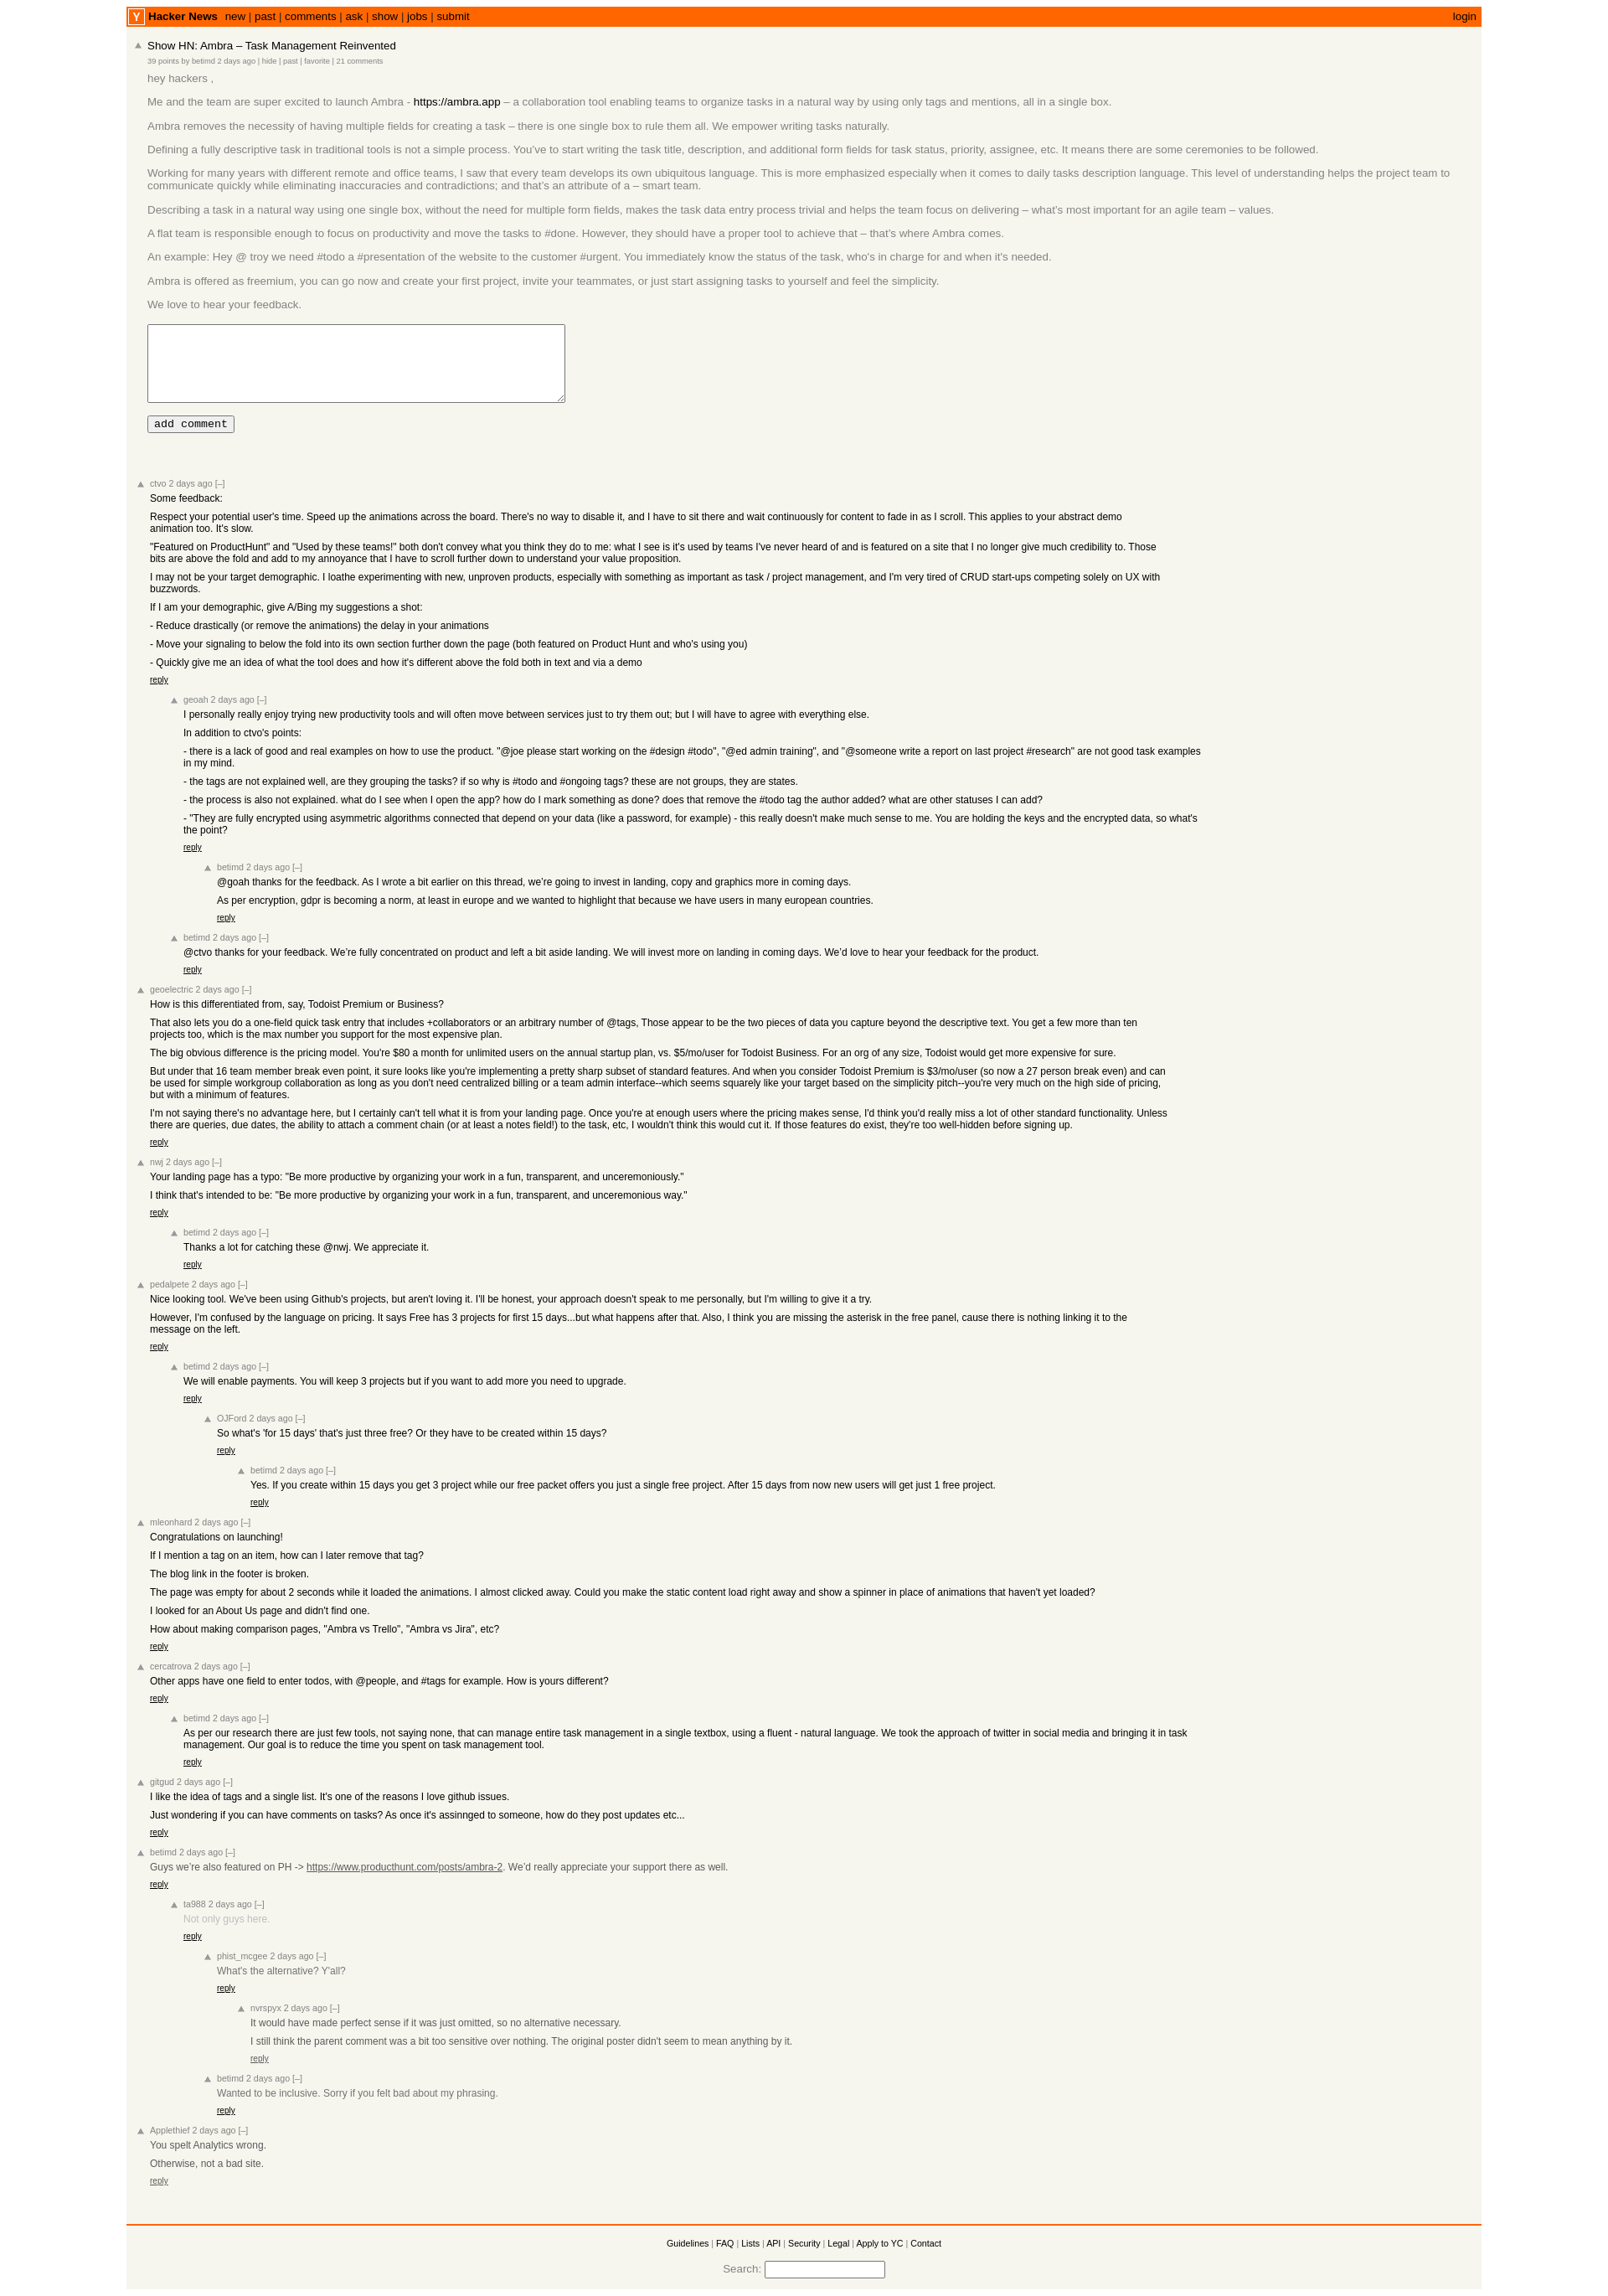 Y Hacker News new | past | comments | ask | show | jobs | submit login
Show HN: Ambra – Task Management Reinvented
39 points by betimd 2 days ago | hide | past | favorite | 21 comments
hey hackers ,
Me and the team are super excited to launch Ambra - https://ambra.app – a collaboration tool enabling teams to organize tasks in a natural way by using only tags and mentions, all in a single box.
Ambra removes the necessity of having multiple fields for creating a task – there is one single box to rule them all. We empower writing tasks naturally.
Defining a fully descriptive task in traditional tools is not a simple process. You've to start writing the task title, description, and additional form fields for task status, priority, assignee, etc. It means there are some ceremonies to be followed.
Working for many years with different remote and office teams, I saw that every team develops its own ubiquitous language. This is more emphasized especially when it comes to daily tasks description language. This level of understanding helps the project team to
communicate quickly while eliminating inaccuracies and contradictions; and that's an attribute of a – smart team.
Describing a task in a natural way using one single box, without the need for multiple form fields, makes the task data entry process trivial and helps the team focus on delivering – what's most important for an agile team – values.
A flat team is responsible enough to focus on productivity and move the tasks to #done. However, they should have a proper tool to achieve that – that's where Ambra comes.
An example: Hey @ troy we need #todo a #presentation of the website to the customer #urgent. You immediately know the status of the task, who's in charge for and when it's needed.
Ambra is offered as freemium, you can go now and create your first project, invite your teammates, or just start assigning tasks to yourself and feel the simplicity.
We love to hear your feedback.
add comment
ctvo 2 days ago [–]
Some feedback:
Respect your potential user's time. Speed up the animations across the board. There's no way to disable it, and I have to sit there and wait continuously for content to fade in as I scroll. This applies to your abstract demo
animation too. It's slow.
"Featured on ProductHunt" and "Used by these teams!" both don't convey what you think they do to me: what I see is it's used by teams I've never heard of and is featured on a site that I no longer give much credibility to. Those
bits are above the fold and add to my annoyance that I have to scroll further down to understand your value proposition.
I may not be your target demographic. I loathe experimenting with new, unproven products, especially with something as important as task / project management, and I'm very tired of CRUD start-ups competing solely on UX with
buzzwords.
If I am your demographic, give A/Bing my suggestions a shot:
- Reduce drastically (or remove the animations) the delay in your animations
- Move your signaling to below the fold into its own section further down the page (both featured on Product Hunt and who's using you)
- Quickly give me an idea of what the tool does and how it's different above the fold both in text and via a demo
reply
geoah 2 days ago [–]
I personally really enjoy trying new productivity tools and will often move between services just to try them out; but I will have to agree with everything else.
In addition to ctvo's points:
- there is a lack of good and real examples on how to use the product. "@joe please start working on the #design #todo", "@ed admin training", and "@someone write a report on last project #research" are not good task examples
in my mind.
- the tags are not explained well, are they grouping the tasks? if so why is #todo and #ongoing tags? these are not groups, they are states.
- the process is also not explained. what do I see when I open the app? how do I mark something as done? does that remove the #todo tag the author added? what are other statuses I can add?
- "They are fully encrypted using asymmetric algorithms connected that depend on your data (like a password, for example) - this really doesn't make much sense to me. You are holding the keys and the encrypted data, so what's
the point?
reply
betimd 2 days ago [–]
@goah thanks for the feedback. As I wrote a bit earlier on this thread, we're going to invest in landing, copy and graphics more in coming days.
As per encryption, gdpr is becoming a norm, at least in europe and we wanted to highlight that because we have users in many european countries.
reply
betimd 2 days ago [–]
@ctvo thanks for your feedback. We're fully concentrated on product and left a bit aside landing. We will invest more on landing in coming days. We'd love to hear your feedback for the product.
reply
geoelectric 2 days ago [–]
How is this differentiated from, say, Todoist Premium or Business?
That also lets you do a one-field quick task entry that includes +collaborators or an arbitrary number of @tags, Those appear to be the two pieces of data you capture beyond the descriptive text. You get a few more than ten
projects too, which is the max number you support for the most expensive plan.
The big obvious difference is the pricing model. You're $80 a month for unlimited users on the annual startup plan, vs. $5/mo/user for Todoist Business. For an org of any size, Todoist would get more expensive for sure.
But under that 16 team member break even point, it sure looks like you're implementing a pretty sharp subset of standard features. And when you consider Todoist Premium is $3/mo/user (so now a 27 person break even) and can
be used for simple workgroup collaboration as long as you don't need centralized billing or a team admin interface--which seems squarely like your target based on the simplicity pitch--you're very much on the high side of pricing,
but with a minimum of features.
I'm not saying there's no advantage here, but I certainly can't tell what it is from your landing page. Once you're at enough users where the pricing makes sense, I'd think you'd really miss a lot of other standard functionality. Unless
there are queries, due dates, the ability to attach a comment chain (or at least a notes field!) to the task, etc, I wouldn't think this would cut it. If those features do exist, they're too well-hidden before signing up.
reply
nwj 2 days ago [–]
Your landing page has a typo: "Be more productive by organizing your work in a fun, transparent, and unceremoniously."
I think that's intended to be: "Be more productive by organizing your work in a fun, transparent, and unceremonious way."
reply
betimd 2 days ago [–]
Thanks a lot for catching these @nwj. We appreciate it.
reply
pedalpete 2 days ago [–]
Nice looking tool. We've been using Github's projects, but aren't loving it. I'll be honest, your approach doesn't speak to me personally, but I'm willing to give it a try.
However, I'm confused by the language on pricing. It says Free has 3 projects for first 15 days...but what happens after that. Also, I think you are missing the asterisk in the free panel, cause there is nothing linking it to the
message on the left.
reply
betimd 2 days ago [–]
We will enable payments. You will keep 3 projects but if you want to add more you need to upgrade.
reply
OJFord 2 days ago [–]
So what's 'for 15 days' that's just three free? Or they have to be created within 15 days?
reply
betimd 2 days ago [–]
Yes. If you create within 15 days you get 3 project while our free packet offers you just a single free project. After 15 days from now new users will get just 1 free project.
reply
mleonhard 2 days ago [–]
Congratulations on launching!
If I mention a tag on an item, how can I later remove that tag?
The blog link in the footer is broken.
The page was empty for about 2 seconds while it loaded the animations. I almost clicked away. Could you make the static content load right away and show a spinner in place of animations that haven't yet loaded?
I looked for an About Us page and didn't find one.
How about making comparison pages, "Ambra vs Trello", "Ambra vs Jira", etc?
reply
cercatrova 2 days ago [–]
Other apps have one field to enter todos, with @people, and #tags for example. How is yours different?
reply
betimd 2 days ago [–]
As per our research there are just few tools, not saying none, that can manage entire task management in a single textbox, using a fluent - natural language. We took the approach of twitter in social media and bringing it in task
management. Our goal is to reduce the time you spent on task management tool.
reply
gitgud 2 days ago [–]
I like the idea of tags and a single list. It's one of the reasons I love github issues.
Just wondering if you can have comments on tasks? As once it's assinnged to someone, how do they post updates etc...
reply
betimd 2 days ago [–]
Guys we're also featured on PH -> https://www.producthunt.com/posts/ambra-2. We'd really appreciate your support there as well.
reply
ta988 2 days ago [–]
Not only guys here.
reply
phist_mcgee 2 days ago [–]
What's the alternative? Y'all?
reply
nvrspyx 2 days ago [–]
It would have made perfect sense if it was just omitted, so no alternative necessary.
I still think the parent comment was a bit too sensitive over nothing. The original poster didn't seem to mean anything by it.
reply
betimd 2 days ago [–]
Wanted to be inclusive. Sorry if you felt bad about my phrasing.
reply
Applethief 2 days ago [–]
You spelt Analytics wrong.
Otherwise, not a bad site.
reply
Guidelines | FAQ | Lists | API | Security | Legal | Apply to YC | Contact
Search: